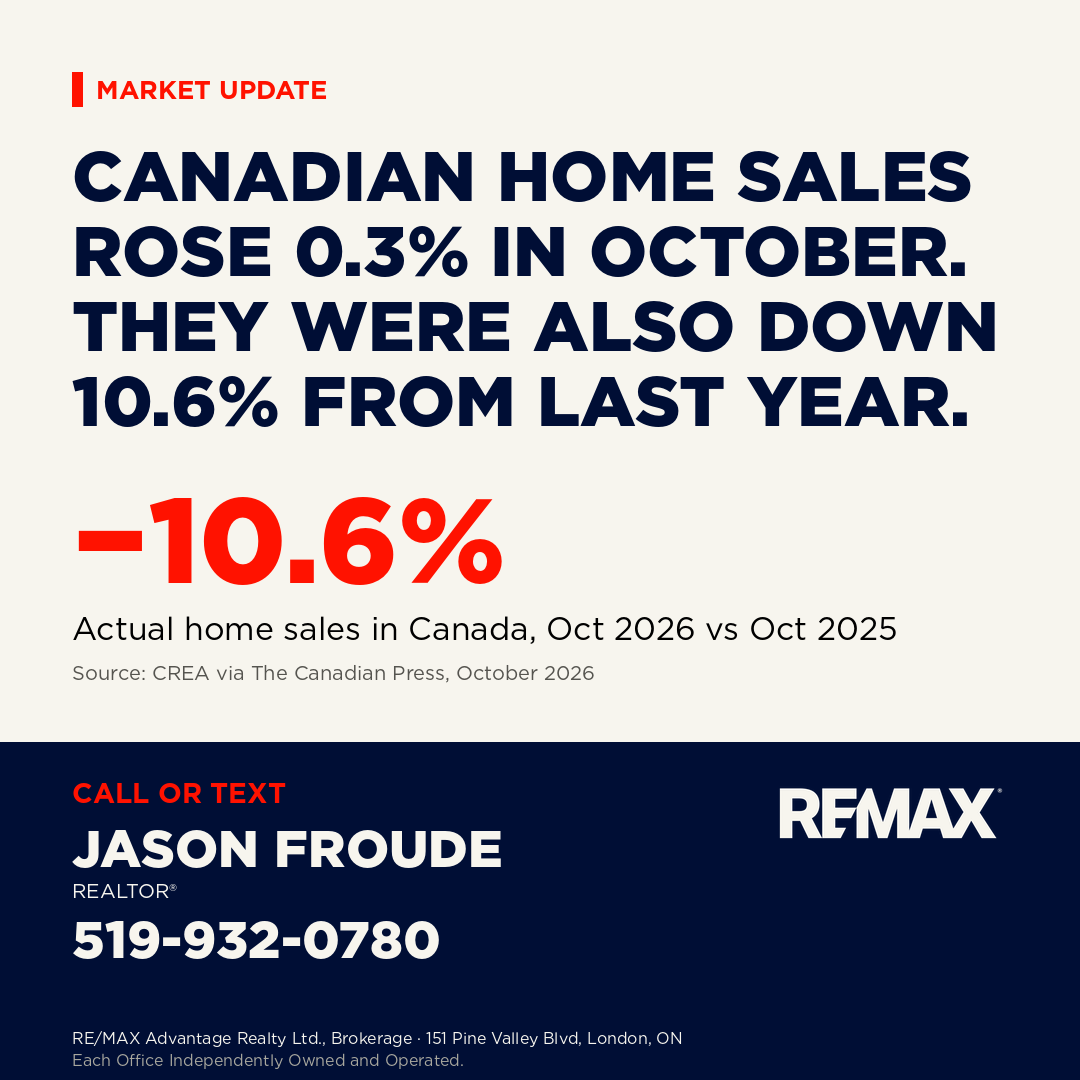 MARKET UPDATE
CANADIAN HOME SALES
ROSE 0.3% IN OCTOBER.
THEY WERE ALSO DOWN
10.6% FROM LAST YEAR.
−10.6%
Actual home sales in Canada, Oct 2026 vs Oct 2025
Source: CREA via The Canadian Press, October 2026
CALL OR TEXT
JASON FROUDE
REALTOR®
519-932-0780
REMAX®
RE/MAX Advantage Realty Ltd., Brokerage · 151 Pine Valley Blvd, London, ON
Each Office Independently Owned and Operated.